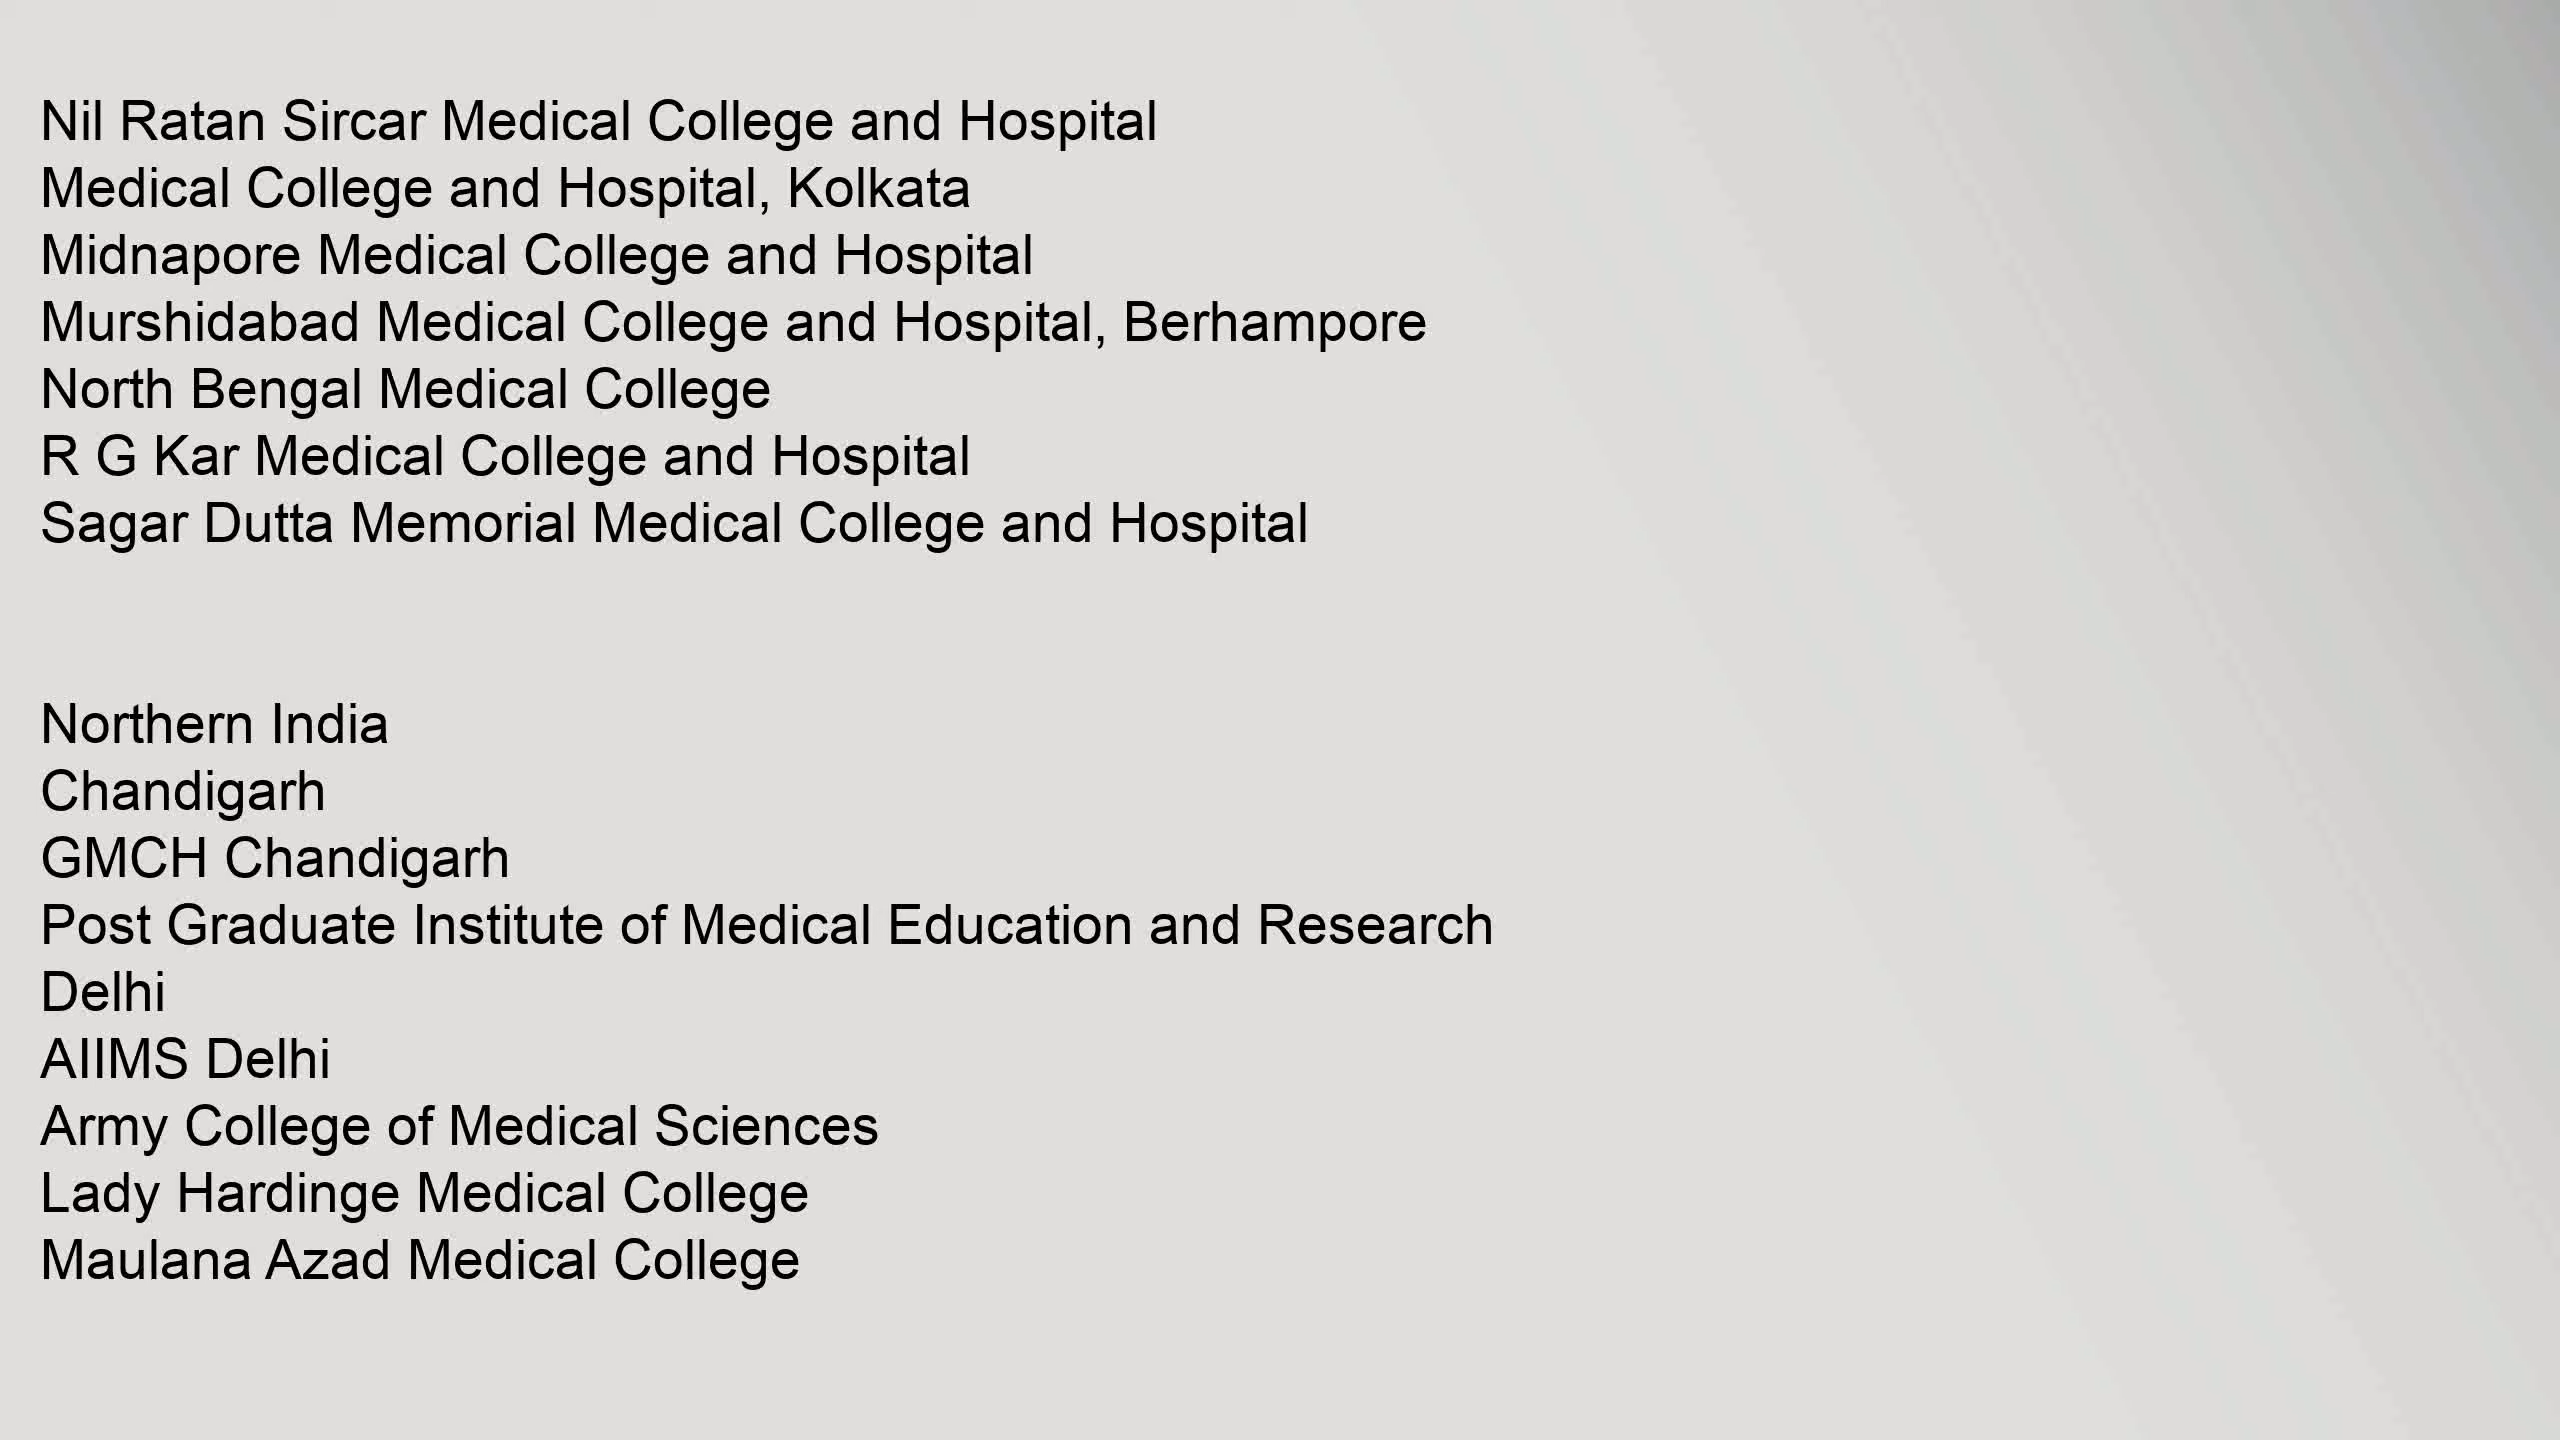 Nil Ratan Sircar Medical College and Hospital
Medical College and Hospital, Kolkata
Midnapore Medical College and Hospital
Murshidabad Medical College and Hospital, Berhampore
North Bengal Medical College
R G Kar Medical College and Hospital
Sagar Dutta Memorial Medical College and Hospital
Northern India
Chandigarh
GMCH Chandigarh
Post Graduate Institute of Medical Education and Research
Delhi
AIIMS Delhi
Army College of Medical Sciences
Lady Hardinge Medical College
Maulana Azad Medical College